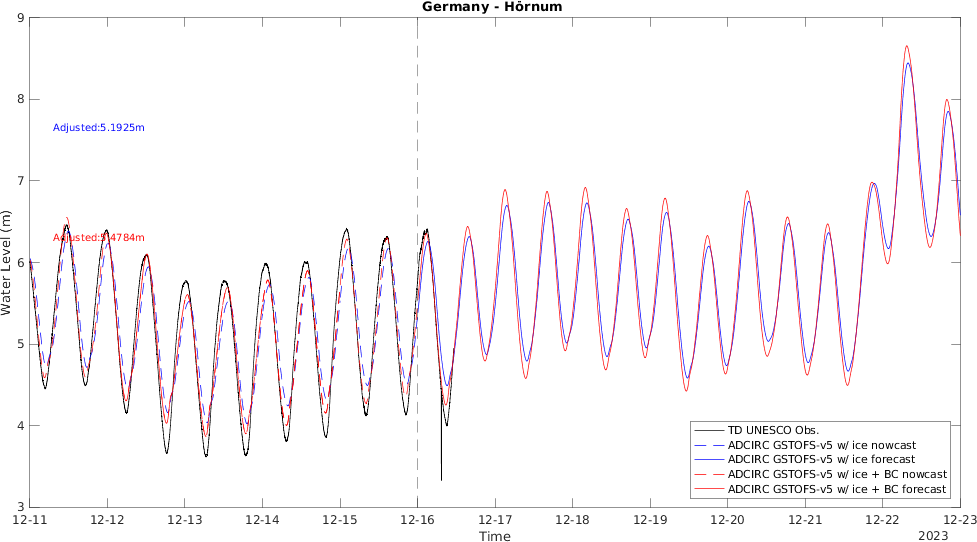 Germany - Hörnum
9
8
7
6
5
4
3
Water Level (m)
Adjusted:5.1925m
Adjusted:5.4784m
TD UNESCO Obs.
ADCIRC GSTOFS-v5 w/ ice nowcast
ADCIRC GSTOFS-v5 w/ ice forecast
ADCIRC GSTOFS-v5 w/ ice + BC nowcast
ADCIRC GSTOFS-v5 w/ ice + BC forecast
12-11 12-12 12-13 12-14 12-15 12-16 12-17 12-18 12-19 12-20 12-21 12-22 12-23
Time
2023